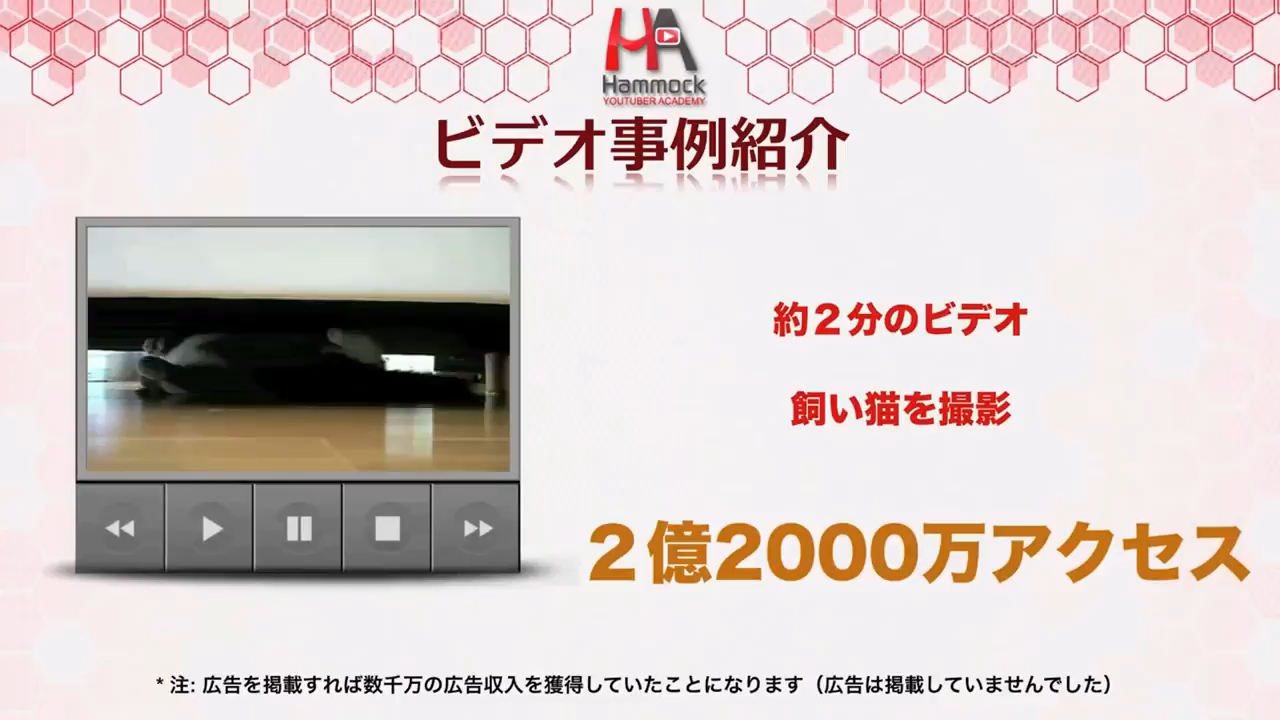 HA
Hammock
YOUTUBER ACADEMY
ビデオ事例紹介
約２分のビデオ
飼い猫を撮影
２億2000万アクセス
* 注: 広告を掲載すれば数千万の広告収入を獲得していたことになります（広告は掲載していませんでした）